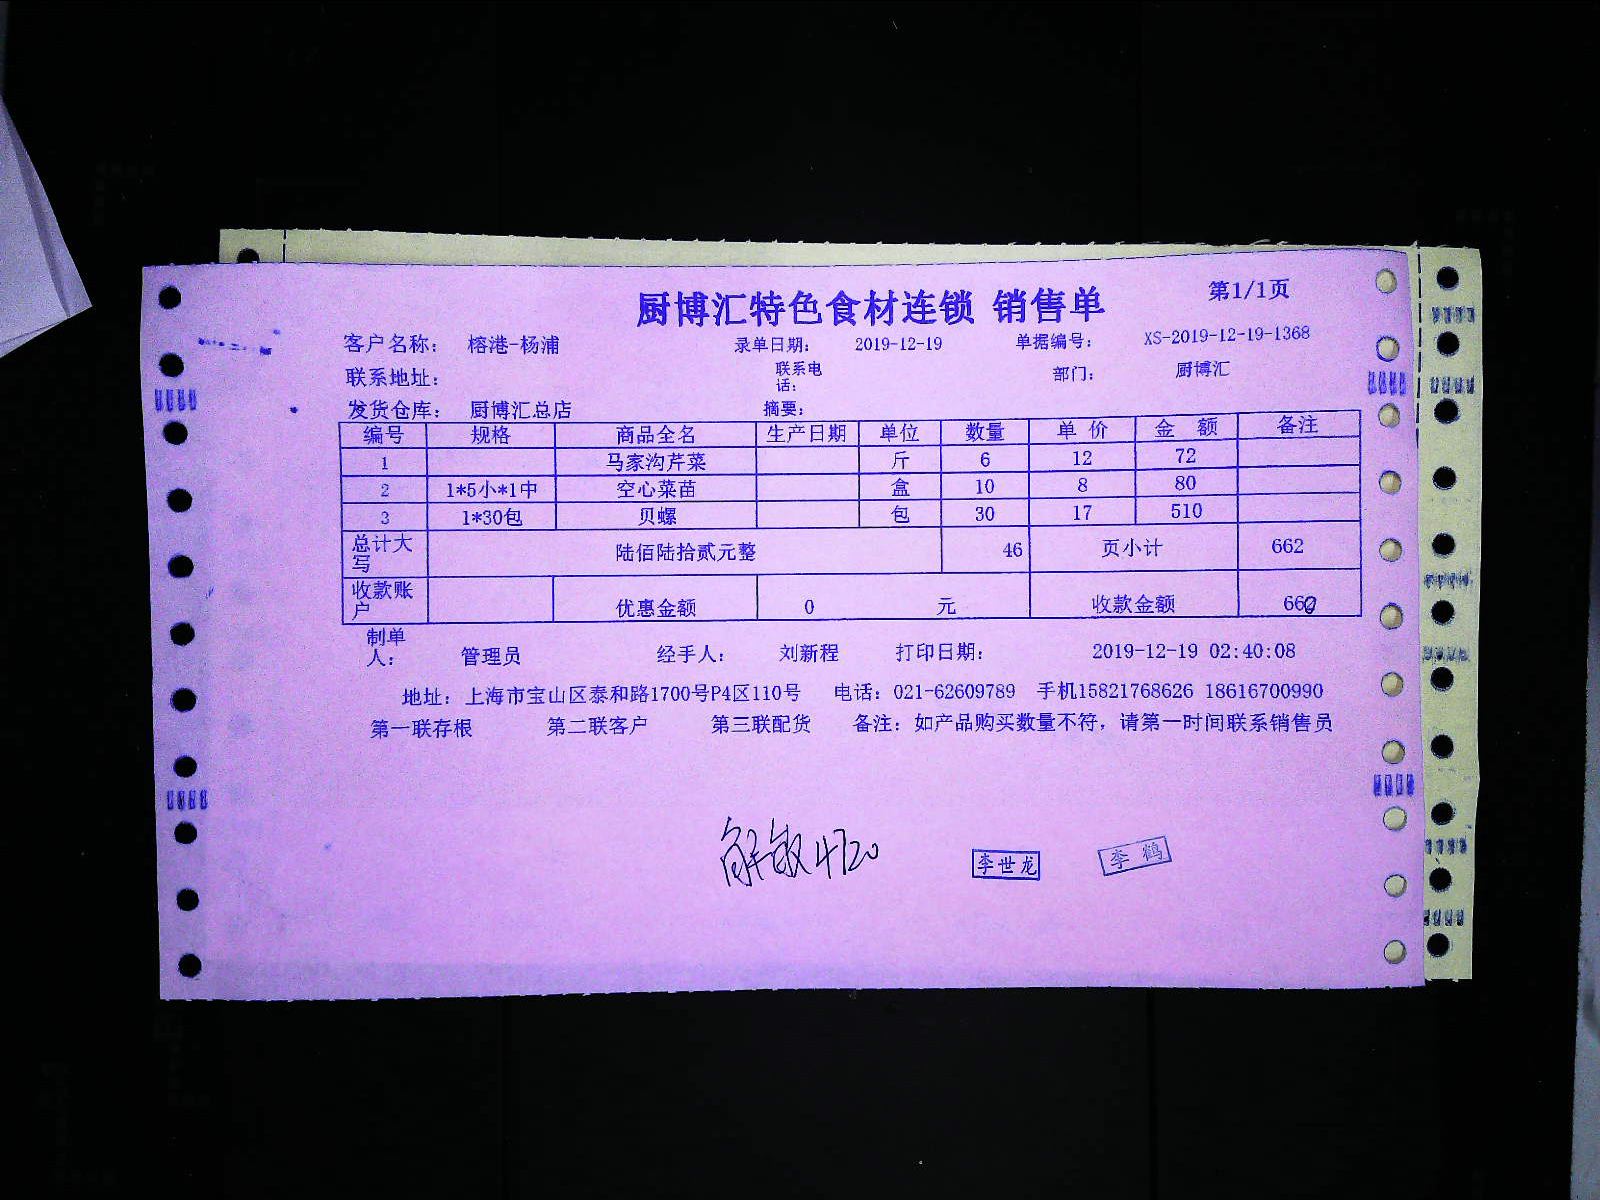 厨博汇特色食材连锁 销售单 第1/1页
客户名称： 榕港-杨浦 录单日期： 2019-12-19 单据编号： XS-2019-12-19-1368
联系地址： 联系电话： 部门： 厨博汇
发货仓库： 厨博汇总店 摘要：
编号 规格 商品全名 生产日期 单位 数量 单价 金额 备注
1 马家沟芹菜 斤 6 12 72
2 1*5小*1中 空心菜苗 盒 10 8 80
3 1*30包 贝螺 包 30 17 510
总计大写 陆佰陆拾贰元整 46 页小计 662
收款账户 优惠金额 0 元 收款金额 660
制单人： 管理员 经手人： 刘新程 打印日期： 2019-12-19 02:40:08
地址：上海市宝山区泰和路1700号P4区110号 电话：021-62609789 手机15821768626 18616700990
第一联存根 第二联客户 第三联配货 备注：如产品购买数量不符，请第一时间联系销售员
李世龙 李鹤